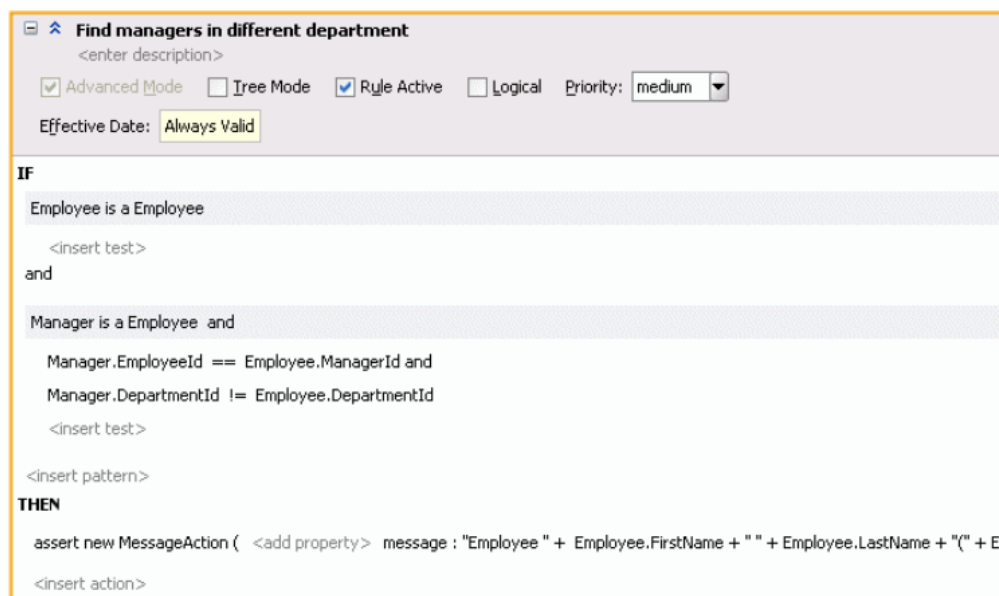 Find managers in different department
<enter description>
Advanced Mode Tree Mode Rule Active Logical Priority: medium
Effective Date: Always Valid
IF
Employee is a Employee
<insert test>
and
Manager is a Employee and
Manager.EmployeeId == Employee.ManagerId and
Manager.DepartmentId != Employee.DepartmentId
<insert test>
<insert pattern>
THEN
assert new MessageAction ( <add property> message : "Employee " + Employee.FirstName + " " + Employee.LastName + "(" + E
<insert action>